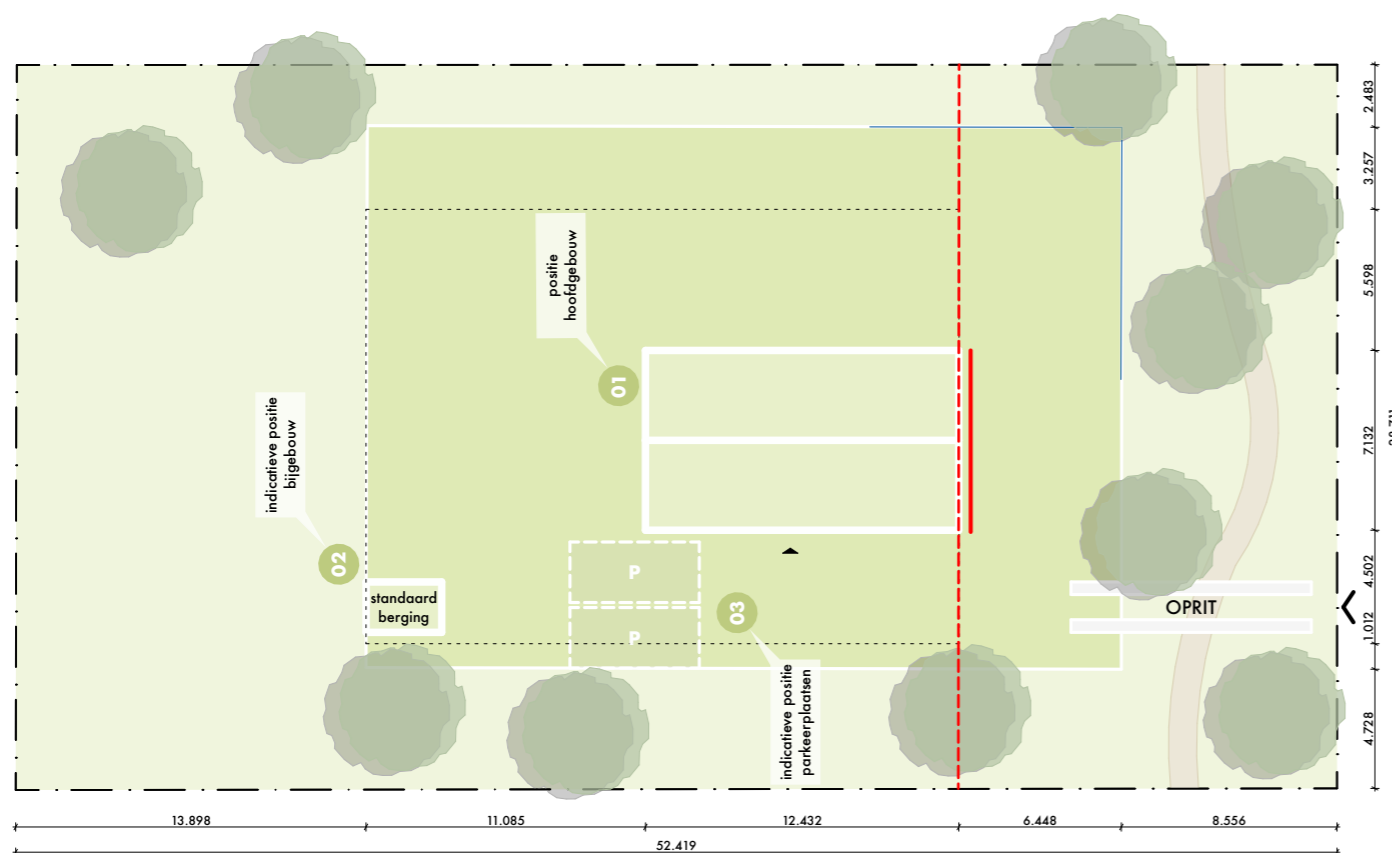 positie
hoofdgebouw
01
indicatieve positie
bijgebouw
02
standaard
berging
P
P
03
indicatieve positie
parkeerplaatsen
OPRIT
2.483
3.257
5.598
7.132
4.502
1.012
4.728
13.898
11.085
12.432
6.448
8.556
52.419